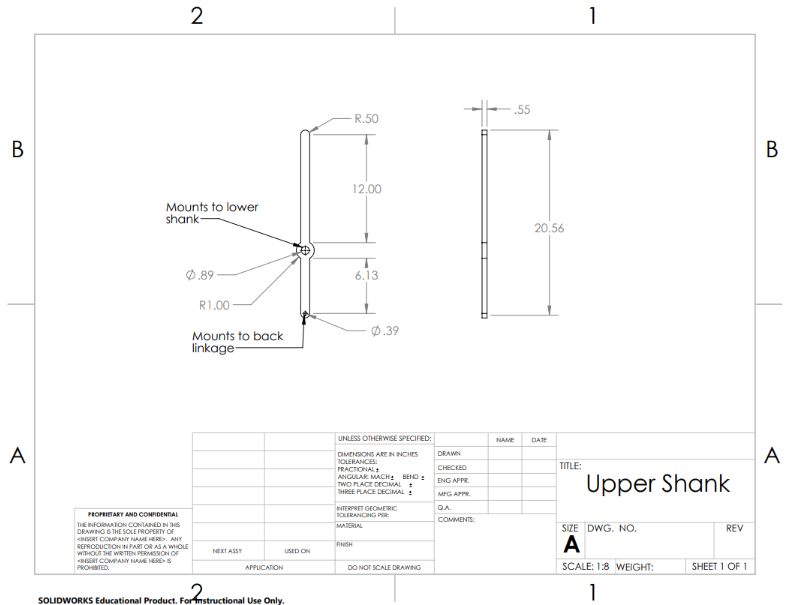 2
1
B
B
R.50
.55
12.00
Mounts to lower
shank
20.56
∅.89
6.13
R1.00
Mounts to back
linkage
∅.39
A
A
UNLESS OTHERWISE SPECIFIED:
DIMENSIONS ARE IN INCHES
TOLERANCES:
FRACTIONAL±
ANGULAR: MACH± BEND ±
TWO PLACE DECIMAL ±
THREE PLACE DECIMAL ±
INTERPRET GEOMETRIC
TOLERANCING PER:
MATERIAL
FINISH
DO NOT SCALE DRAWING
NAME DATE
DRAWN
CHECKED
ENG APPR.
MFG APPR.
Q.A.
COMMENTS:
TITLE:
Upper Shank
SIZE DWG. NO. REV
A
SCALE: 1:8 WEIGHT: SHEET 1 OF 1
PROPRIETARY AND CONFIDENTIAL
THE INFORMATION CONTAINED IN THIS
DRAWING IS THE SOLE PROPERTY OF
<INSERT COMPANY NAME HERE>. ANY
REPRODUCTION IN PART OR AS A WHOLE
WITHOUT THE WRITTEN PERMISSION OF
<INSERT COMPANY NAME HERE> IS
PROHIBITED.
NEXT ASSY USED ON
APPLICATION
2
1
SOLIDWORKS Educational Product. For Instructional Use Only.